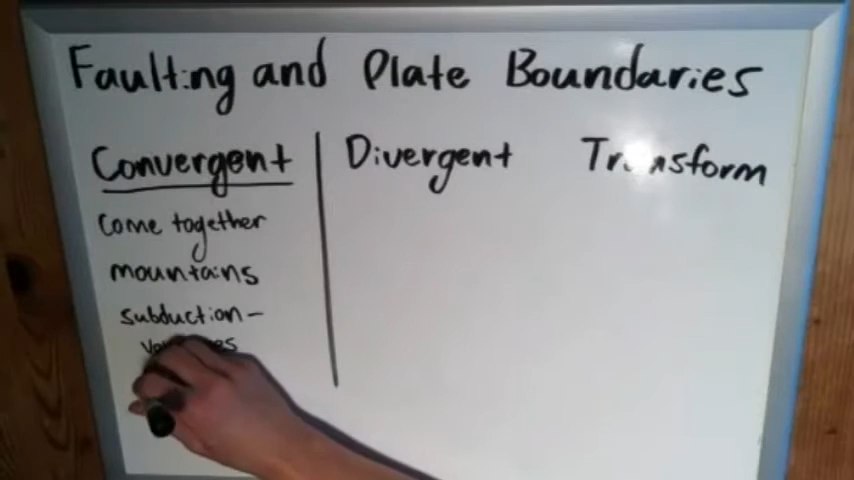 Faulting and Plate Boundaries
Convergent Divergent Transform
Come together
mountains
subduction-